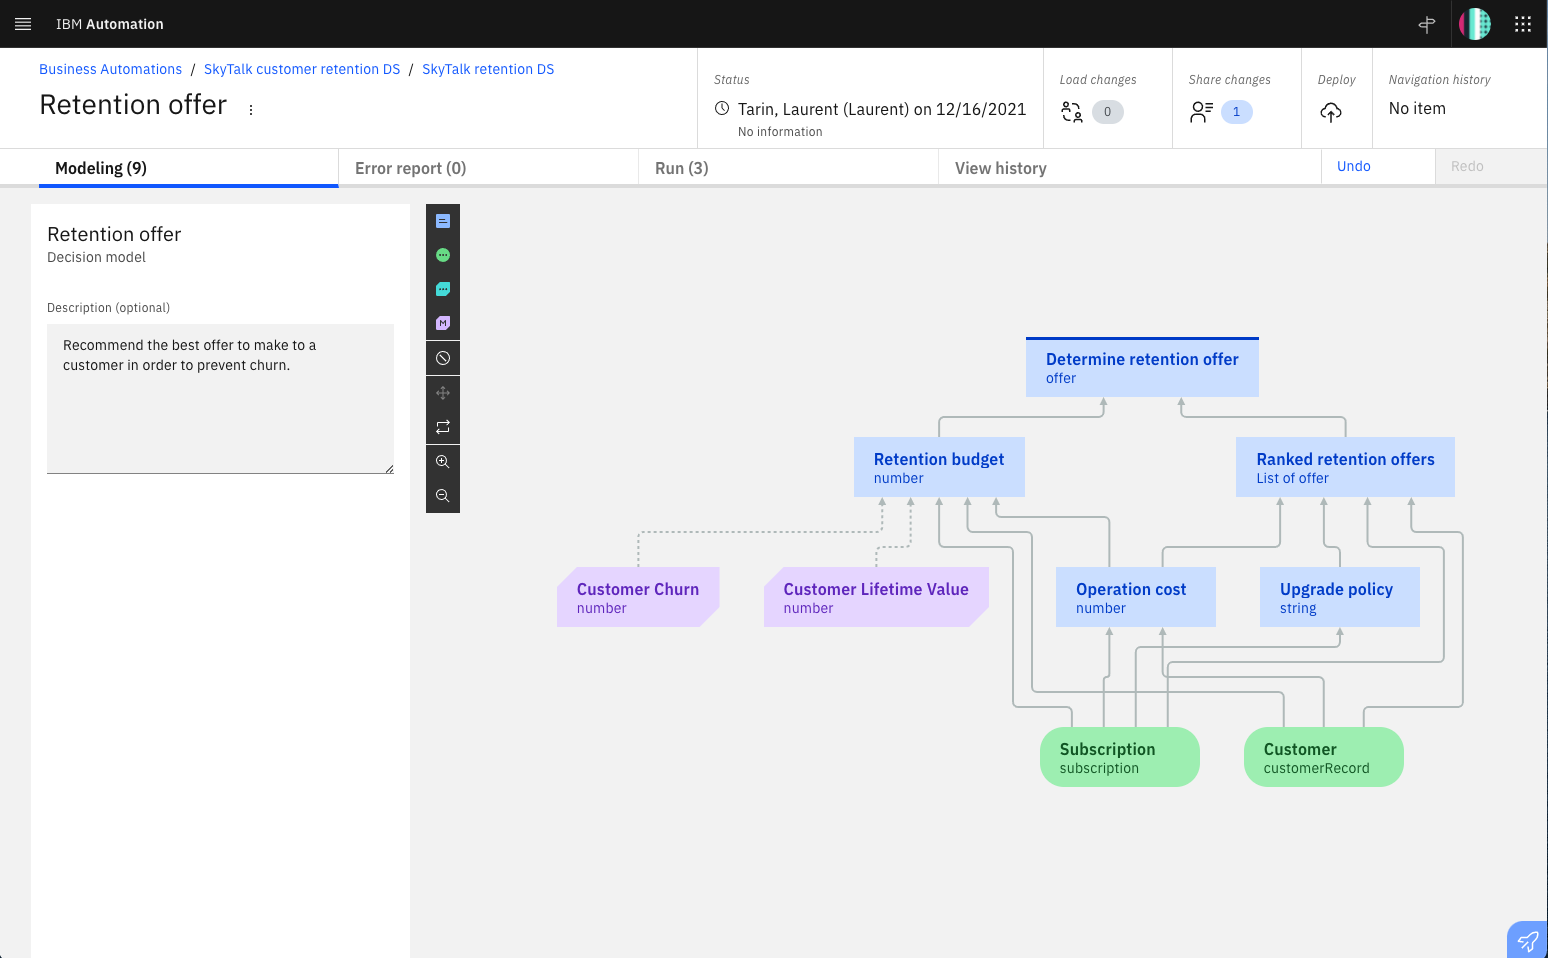 IBM Automation
Business Automations / SkyTalk customer retention DS / SkyTalk retention DS
Retention offer
Status
Tarin, Laurent (Laurent) on 12/16/2021
No information
Load changes
0
Share changes
1
Deploy
Navigation history
No item
Modeling (9)
Error report (0)
Run (3)
View history
Undo
Redo
Retention offer
Decision model
Description (optional)
Recommend the best offer to make to a
customer in order to prevent churn.
M
Determine retention offer
offer
Retention budget
number
Ranked retention offers
List of offer
Customer Churn
number
Customer Lifetime Value
number
Operation cost
number
Upgrade policy
string
Subscription
subscription
Customer
customerRecord